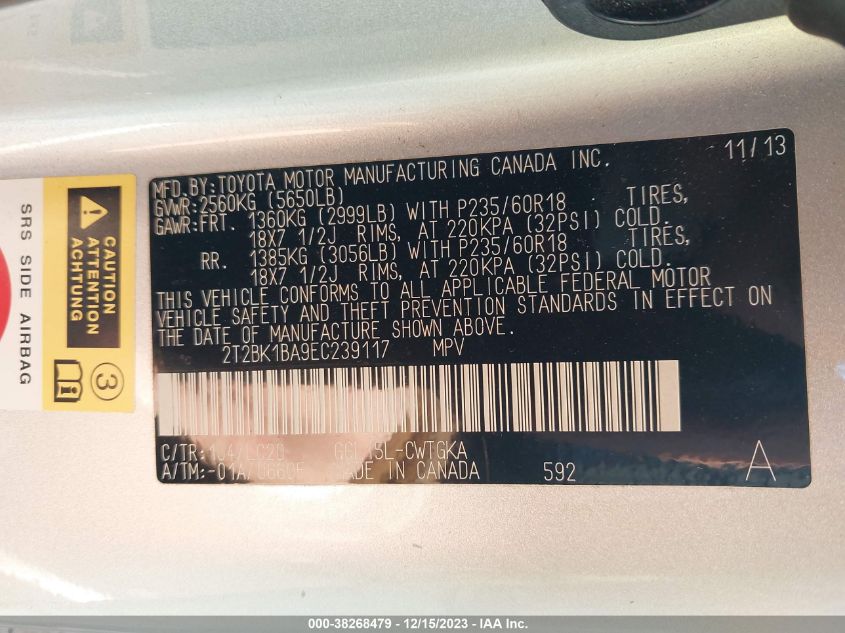 MFD.BY:TOYOTA MOTOR MANUFACTURING CANADA INC. 11/13
GVWR:2560KG (5650LB)
GAWR:FRT. 1360KG (2999LB) WITH P235/60R18 TIRES,
18X7 1/2J RIMS, AT 220KPA (32PSI) COLD.
RR. 1385KG (3056LB) WITH P235/60R18 TIRES,
18X7 1/2J RIMS, AT 220KPA (32PSI) COLD.
THIS VEHICLE CONFORMS TO ALL APPLICABLE FEDERAL MOTOR
VEHICLE SAFETY AND THEFT PREVENTION STANDARDS IN EFFECT ON
THE DATE OF MANUFACTURE SHOWN ABOVE.
2T2BK1BA9EC239117 MPV
C/TR: GCL15L-CWTGKA
A/TM: MADE IN CANADA 592 A
SRS SIDE AIRBAG
CAUTION
ATTENTION
ACHTUNG
3
000-38268479 - 12/15/2023 - IAA Inc.